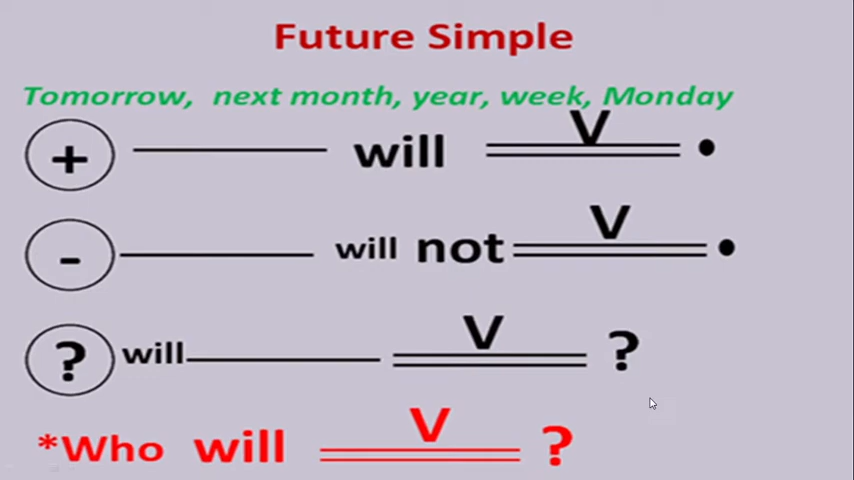 Future Simple
Tomorrow, next month, year, week, Monday
+ will V .
- will not V .
? will V ?
*Who will V ?